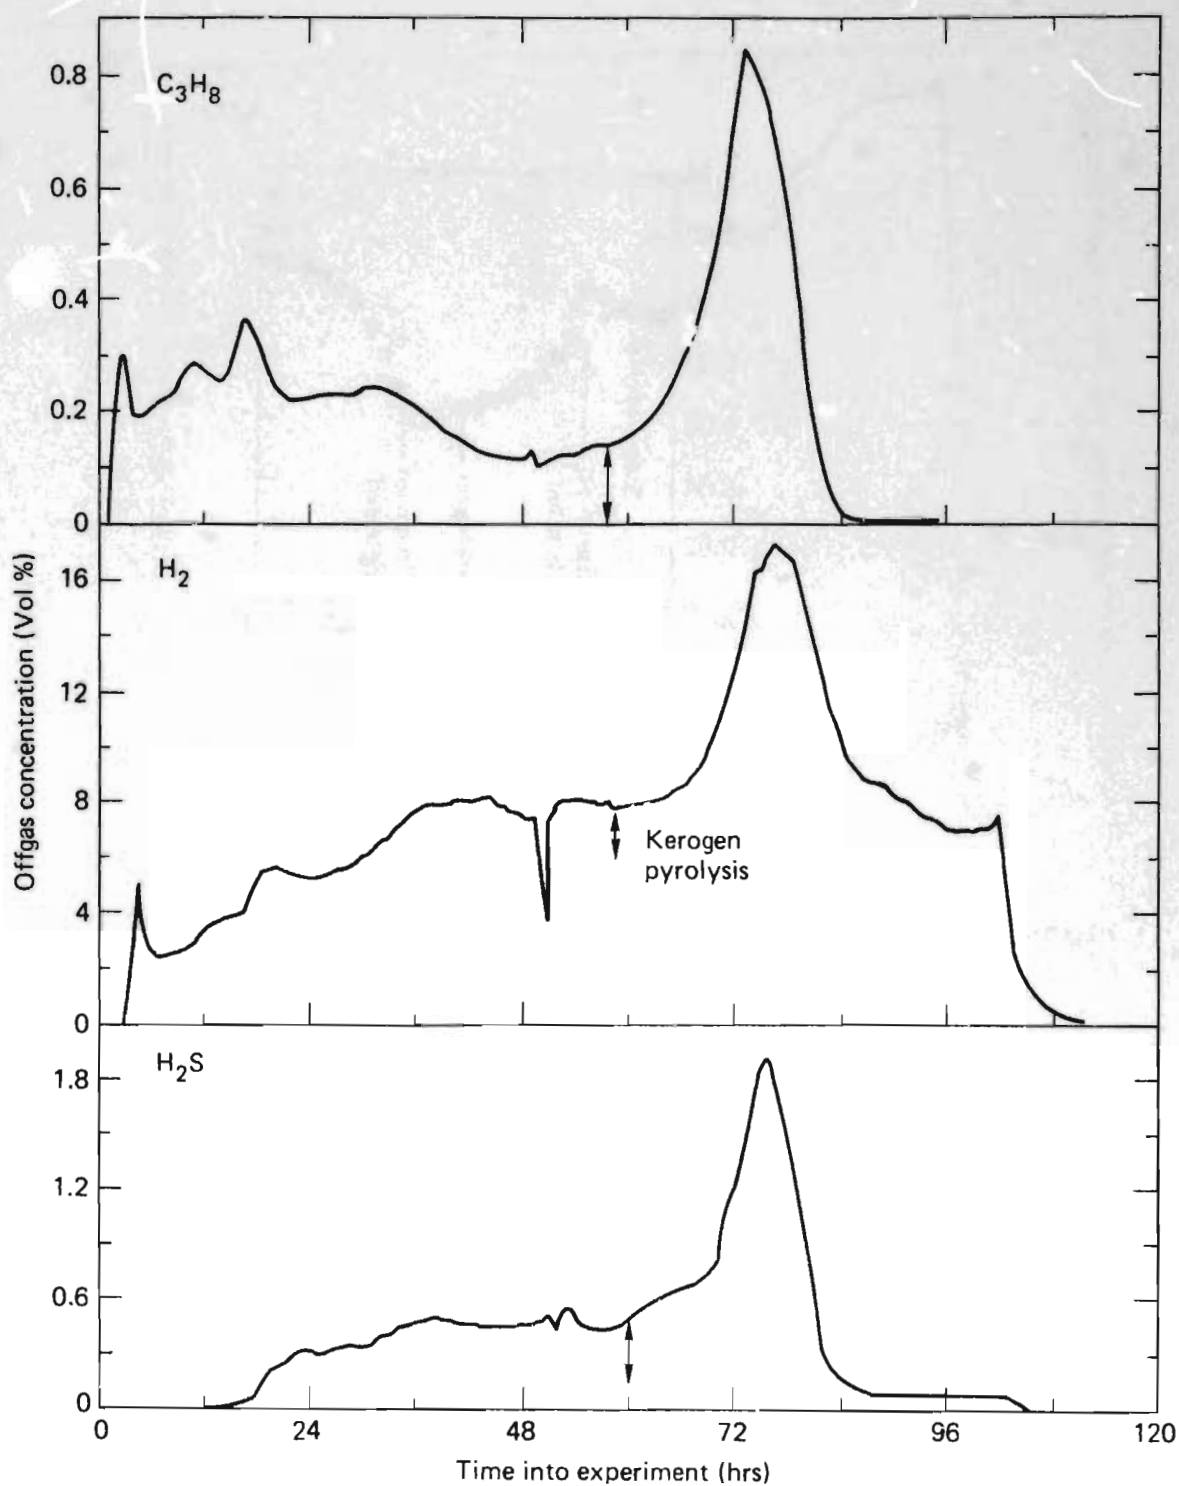 C₃H₈
0.8
0.6
0.4
0.2
0
H₂
16
12
8
4
0
Kerogen
pyrolysis
H₂S
1.8
1.2
0.6
0
0 24 48 72 96 120
Time into experiment (hrs)
Offgas concentration (Vol %)